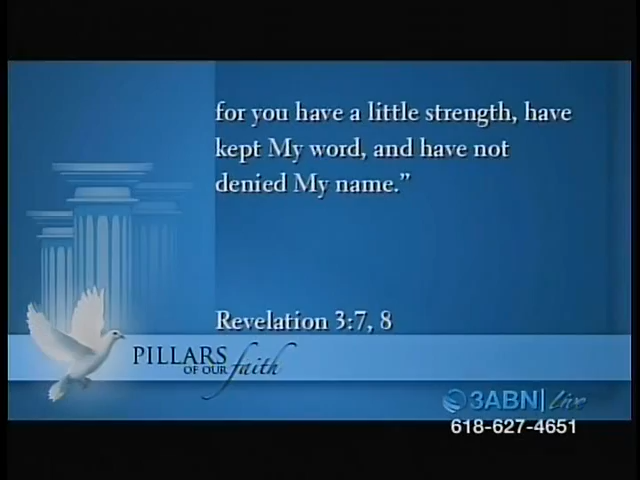 for you have a little strength, have
kept My word, and have not
denied My name.”
Revelation 3:7, 8
PILLARS
OF OUR faith
3ABN Live
618-627-4651